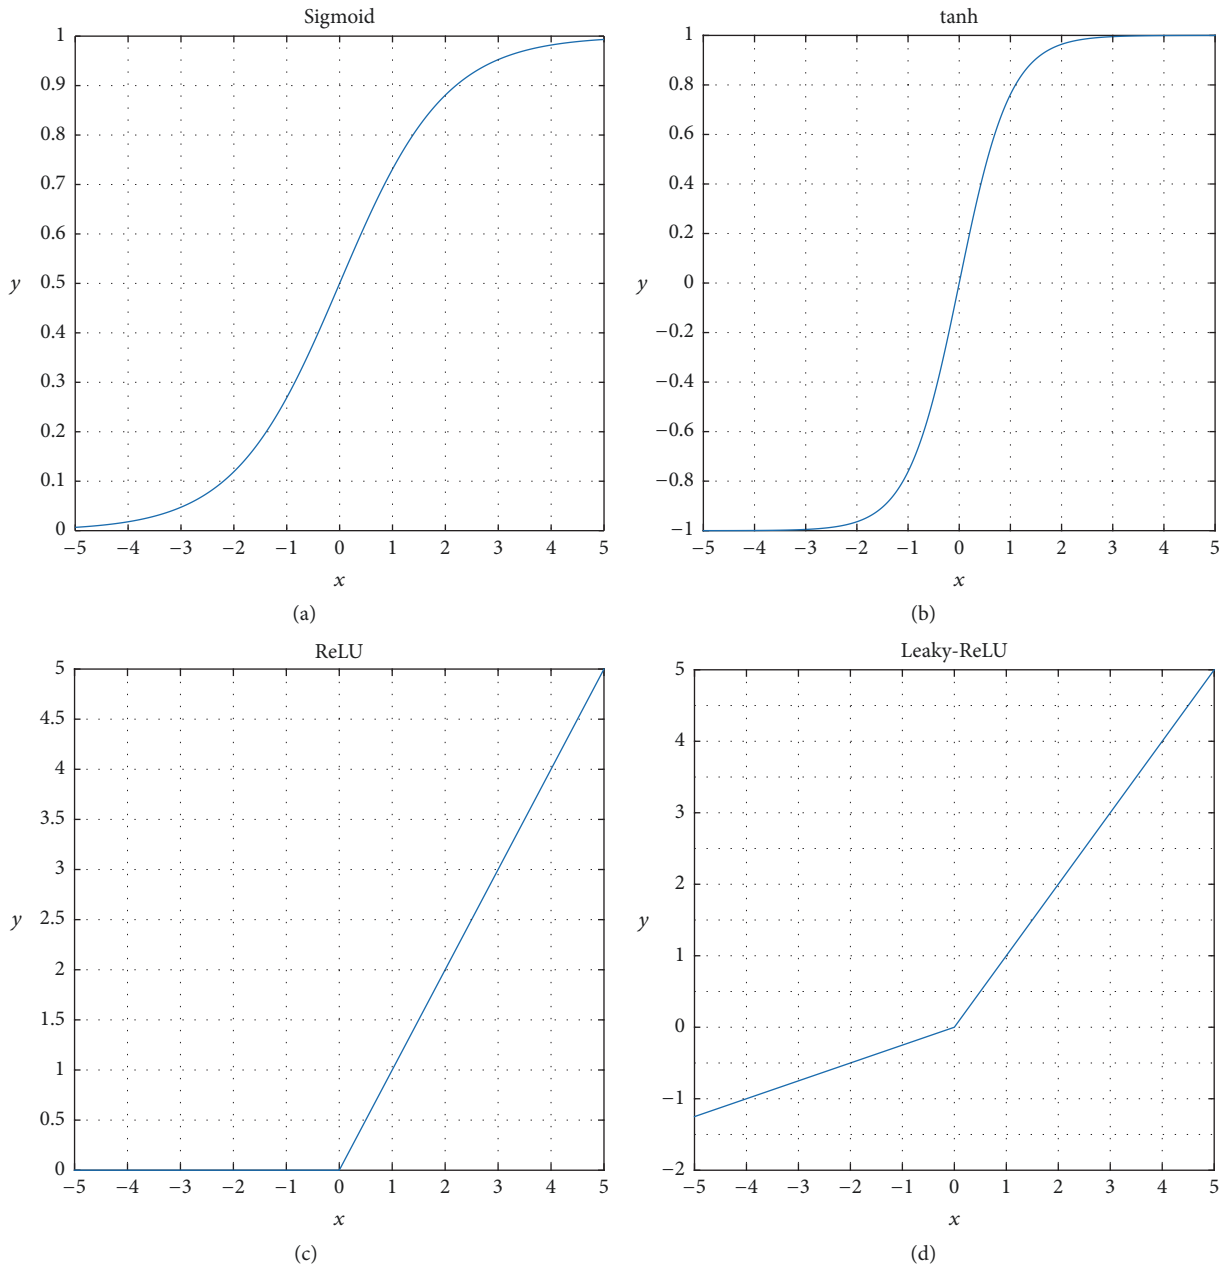 Sigmoid
1
0.9
0.8
0.7
0.6
y
0.5
0.4
0.3
0.2
0.1
0
−5 −4 −3 −2 −1 0 1 2 3 4 5
x
(a)
tanh
1
0.8
0.6
0.4
0.2
y
0
−0.2
−0.4
−0.6
−0.8
−1
−5 −4 −3 −2 −1 0 1 2 3 4 5
x
(b)
ReLU
5
4.5
4
3.5
3
y
2.5
2
1.5
1
0.5
0
−5 −4 −3 −2 −1 0 1 2 3 4 5
x
(c)
Leaky-ReLU
5
4
3
2
y
1
0
−1
−2
−5 −4 −3 −2 −1 0 1 2 3 4 5
x
(d)